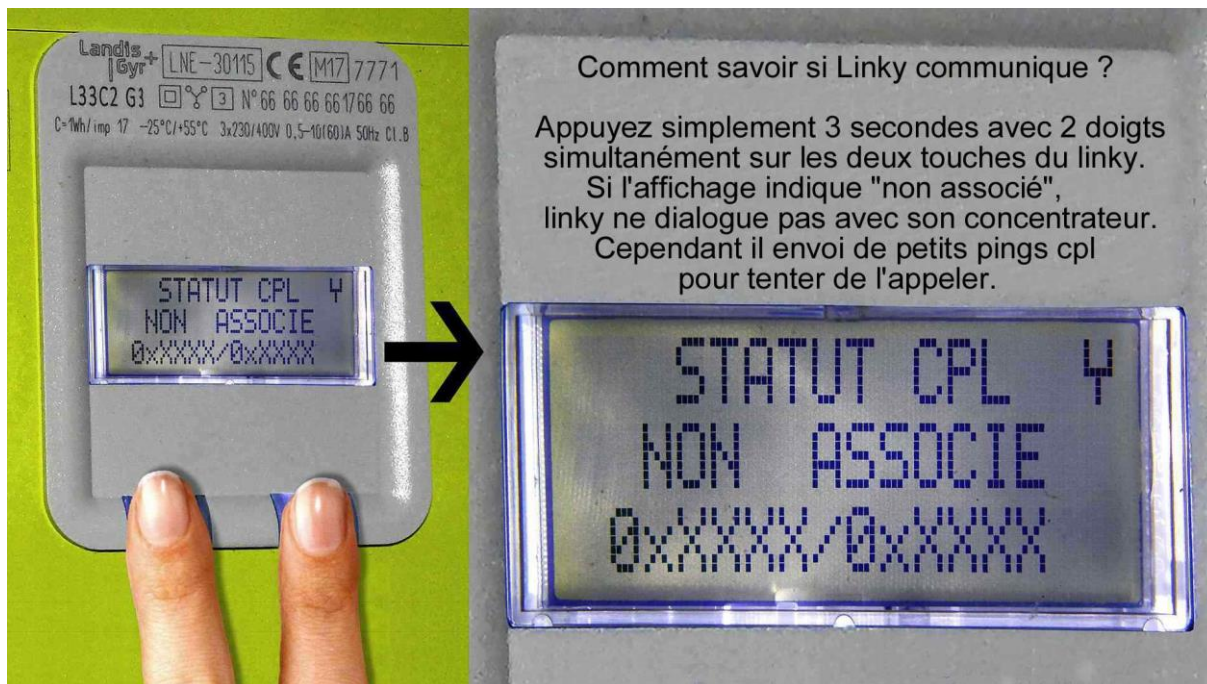 Landis
|Gyr+ LNE-30115 CE M17 7771
L33C2 G3 3 N° 66 66 66 661766 66
C=1Wh/imp 17 -25°C/+55°C 3x230/400V 0,5-10(60)A 50Hz Cl.B
STATUT CPL
NON ASSOCIE
0xXXXX/0xXXXX
Comment savoir si Linky communique ?
Appuyez simplement 3 secondes avec 2 doigts
simultanément sur les deux touches du linky.
Si l'affichage indique "non associé",
linky ne dialogue pas avec son concentrateur.
Cependant il envoi de petits pings cpl
pour tenter de l'appeler.
STATUT CPL
NON ASSOCIE
0xXXXX/0xXXXX